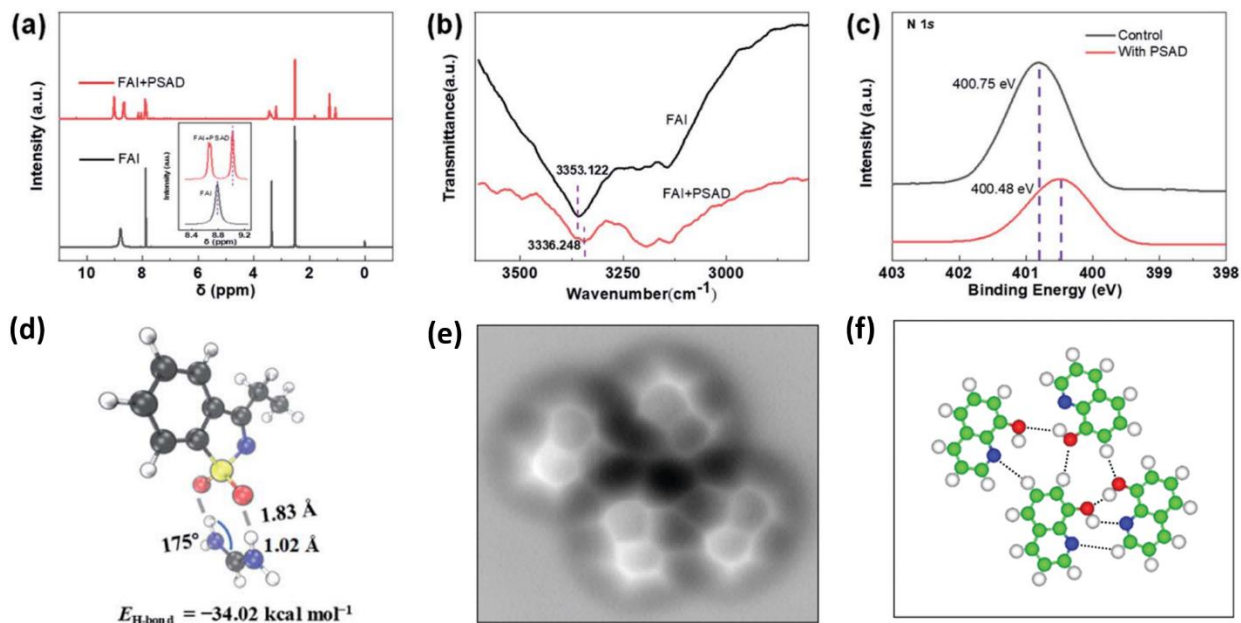 (a)
Intensity (a.u.)
FAI+PSAD
FAI
Intensity (a.u.)
FAI+PSAD
FAI
8.4 8.8 9.2
δ (ppm)
10 8 6 4 2 0
δ (ppm)
(b)
Transmittance(a.u.)
FAI
3353.122
FAI+PSAD
3336.248
3500 3250 3000
Wavenumber(cm⁻¹)
(c)
Intensity (a.u.)
N 1s
Control
With PSAD
400.75 eV
400.48 eV
403 402 401 400 399 398
Binding Energy (eV)
(d)
1.83 Å
175°
1.02 Å
E_H-bond = −34.02 kcal mol⁻¹
(e)
(f)